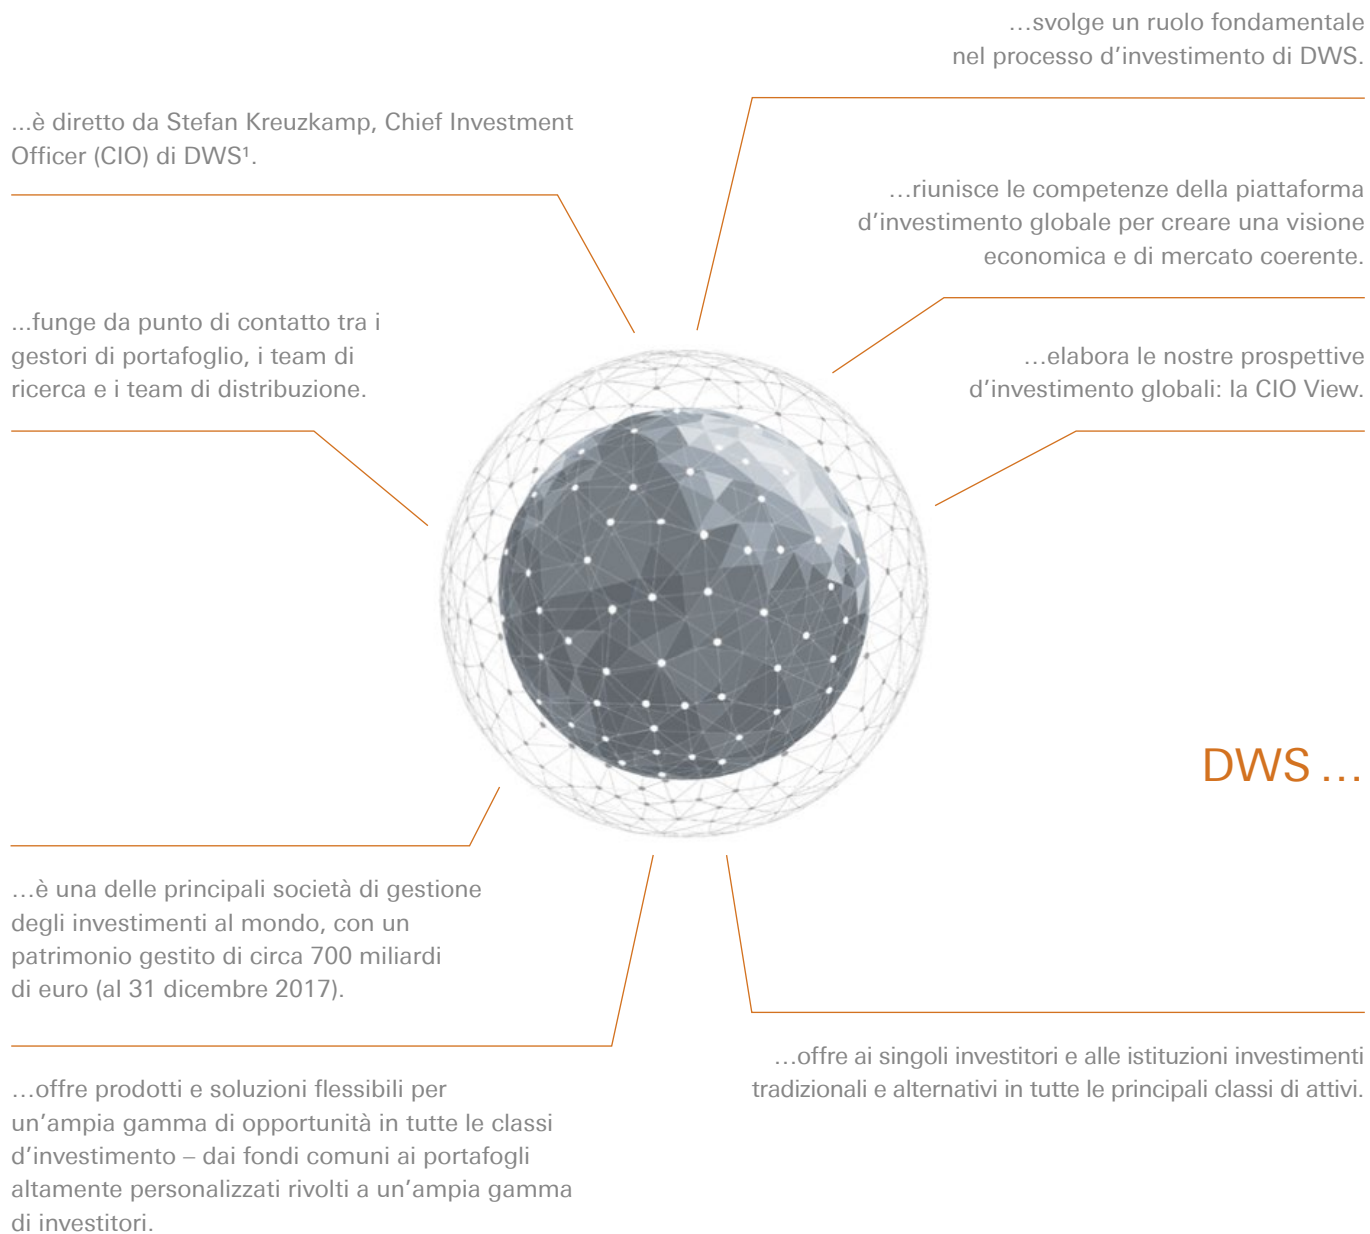 …svolge un ruolo fondamentale
nel processo d’investimento di DWS.
...è diretto da Stefan Kreuzkamp, Chief Investment
Officer (CIO) di DWS¹.
…riunisce le competenze della piattaforma
d’investimento globale per creare una visione
economica e di mercato coerente.
...funge da punto di contatto tra i
gestori di portafoglio, i team di
ricerca e i team di distribuzione.
…elabora le nostre prospettive
d’investimento globali: la CIO View.
DWS …
…è una delle principali società di gestione
degli investimenti al mondo, con un
patrimonio gestito di circa 700 miliardi
di euro (al 31 dicembre 2017).
…offre ai singoli investitori e alle istituzioni investimenti
tradizionali e alternativi in tutte le principali classi di attivi.
…offre prodotti e soluzioni flessibili per
un’ampia gamma di opportunità in tutte le classi
d’investimento – dai fondi comuni ai portafogli
altamente personalizzati rivolti a un’ampia gamma
di investitori.